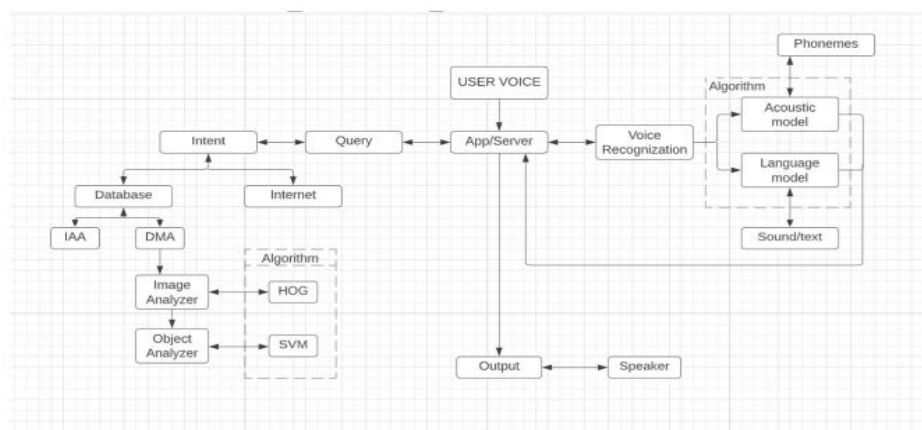 Phonemes
USER VOICE
Algorithm
Acoustic
model
Intent
Query
App/Server
Voice
Recognization
Language
model
Database
Internet
IAA
DMA
Sound/text
Algorithm
Image
Analyzer
HOG
Object
Analyzer
SVM
Output
Speaker